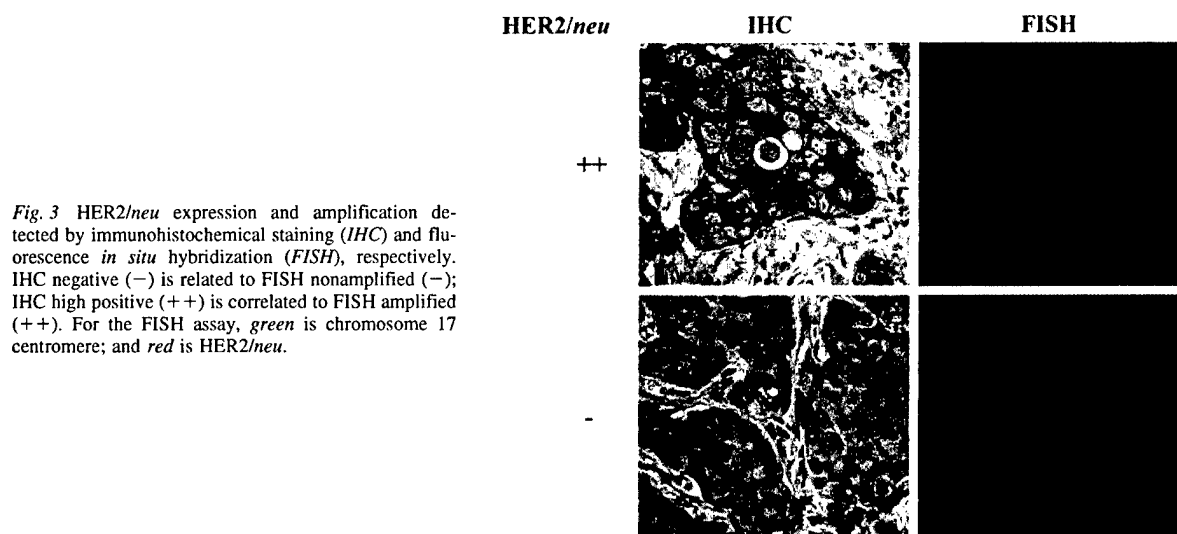 HER2/neu IHC FISH
++
Fig. 3 HER2/neu expression and amplification de-
tected by immunohistochemical staining (IHC) and flu-
orescence in situ hybridization (FISH), respectively.
IHC negative (−) is related to FISH nonamplified (−);
IHC high positive (++) is correlated to FISH amplified
(++). For the FISH assay, green is chromosome 17
centromere; and red is HER2/neu.
-